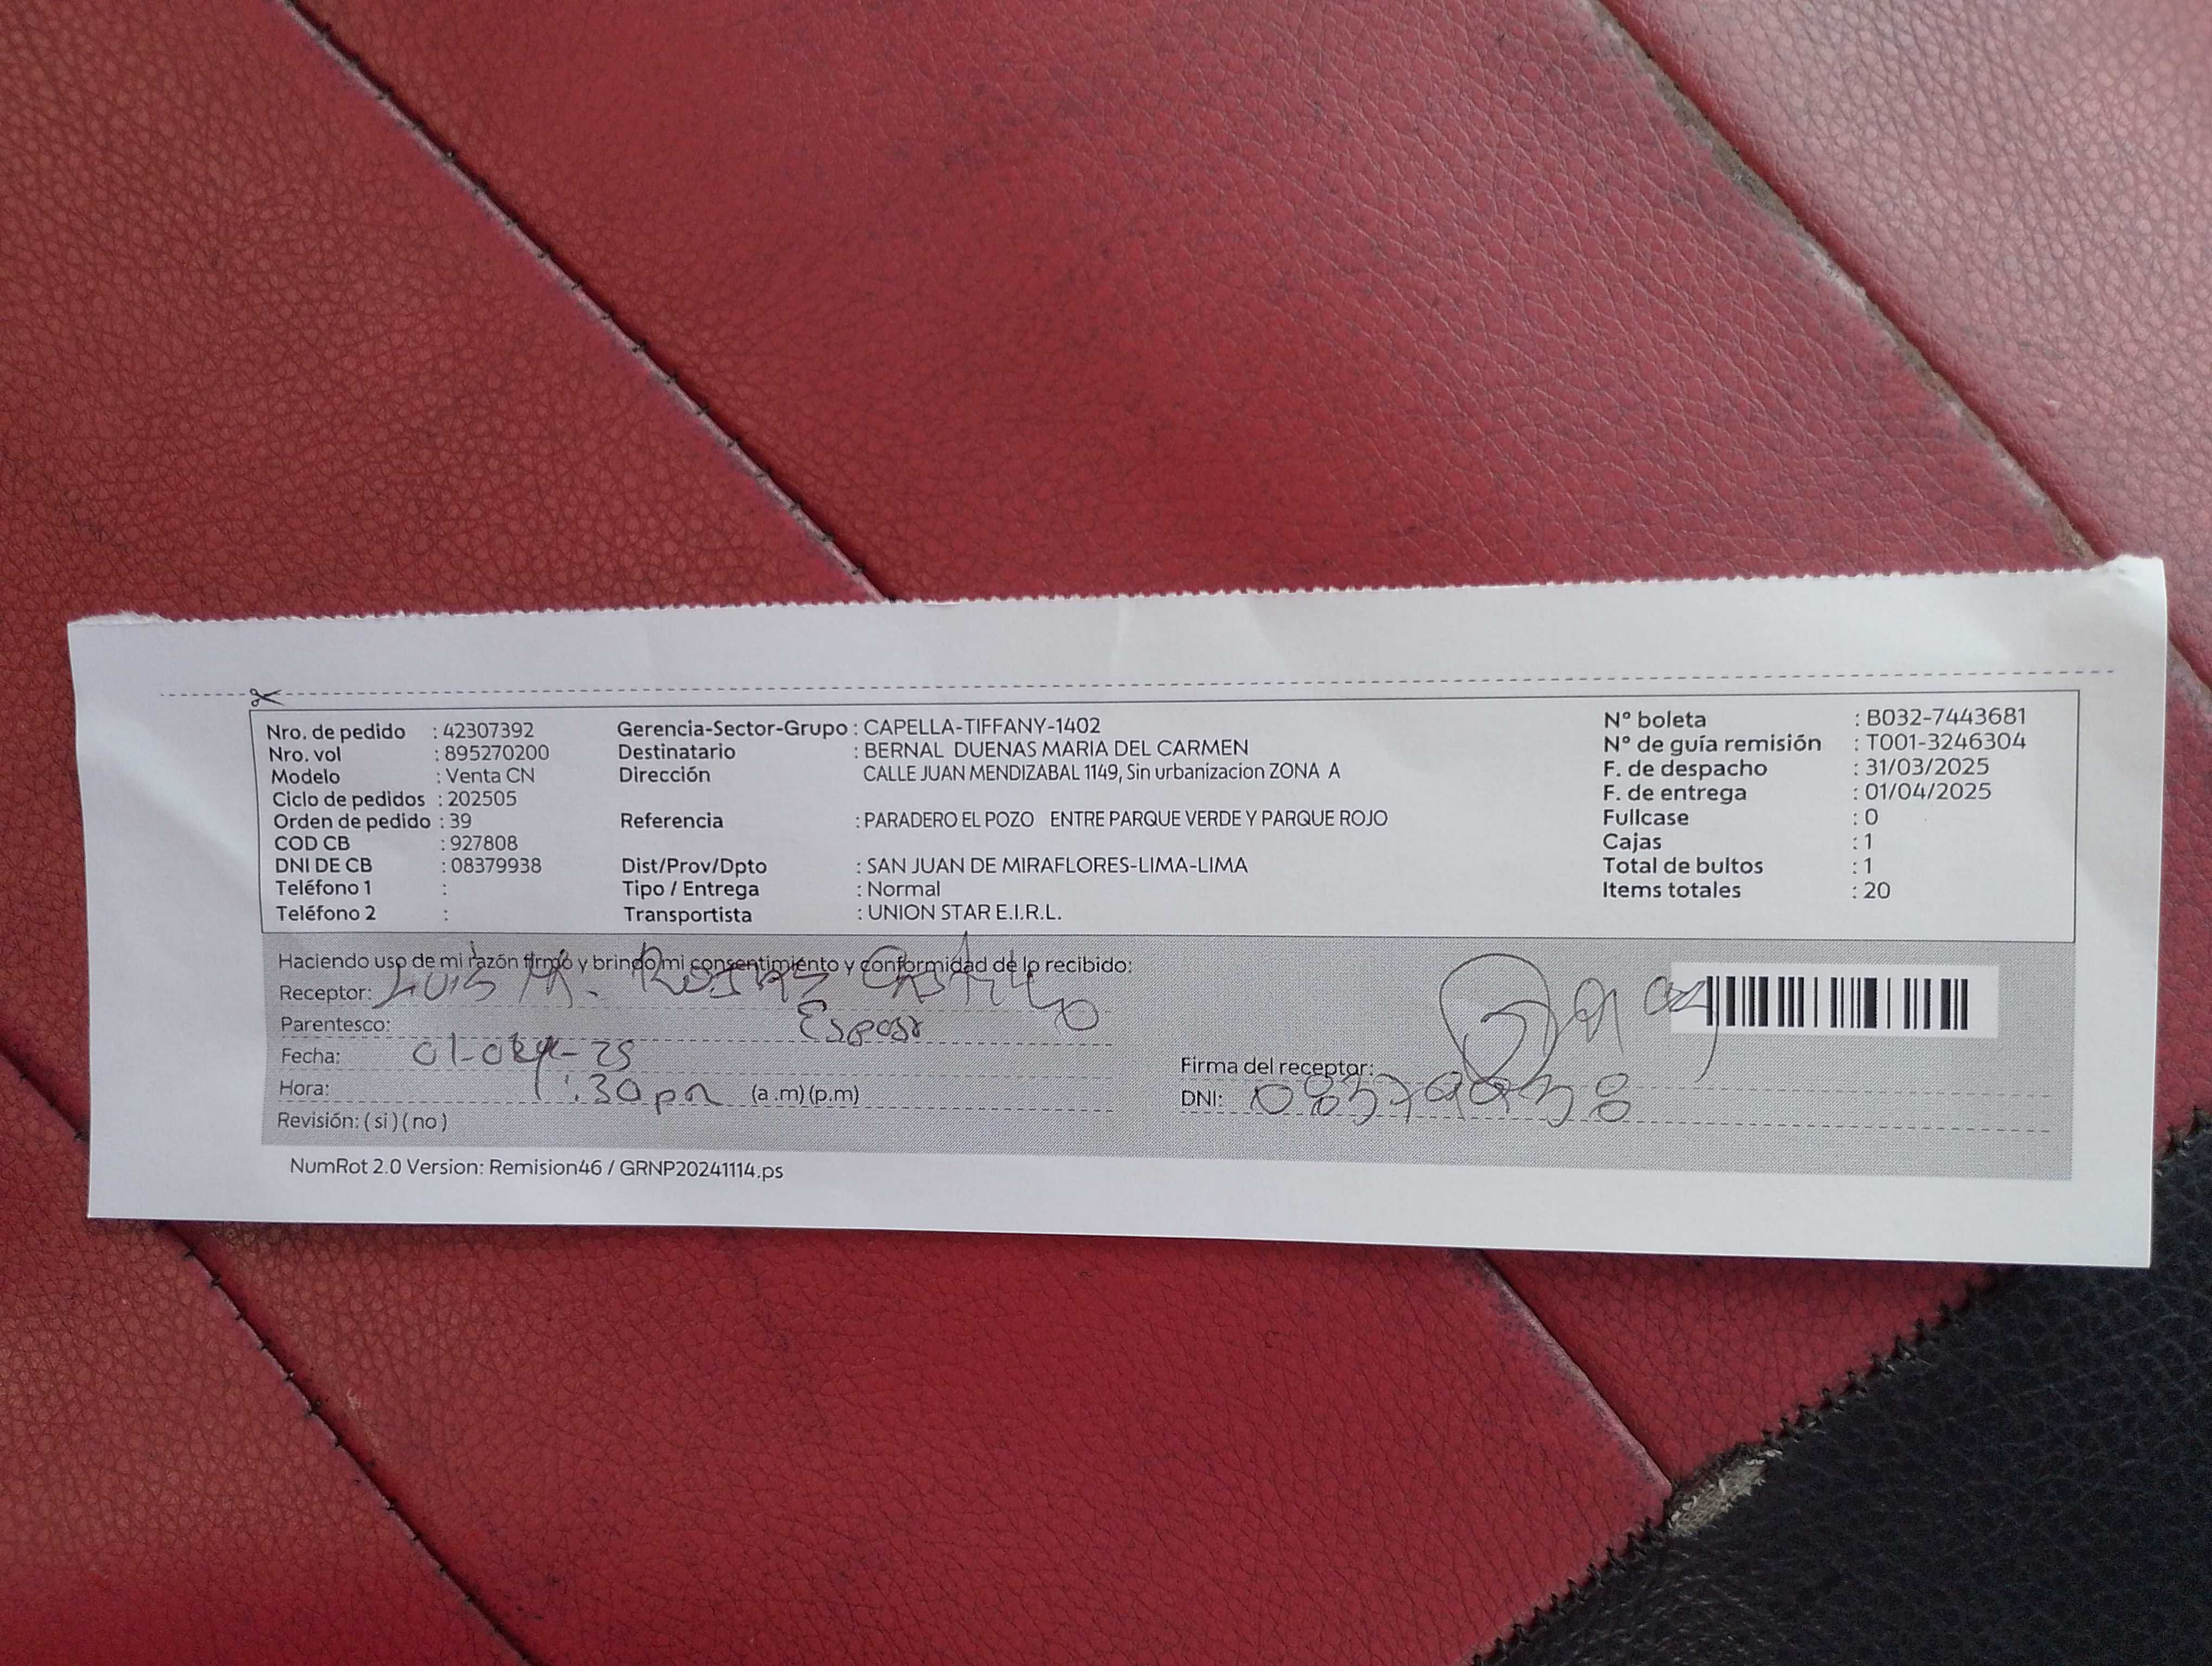 Nro. de pedido : 42307392
Nro. vol : 895270200
Modelo : Venta CN
Ciclo de pedidos : 202505
Orden de pedido : 39
COD CB : 927808
DNI DE CB : 08379938
Teléfono 1 :
Teléfono 2 :
Gerencia-Sector-Grupo : CAPELLA-TIFFANY-1402
Destinatario : BERNAL DUENAS MARIA DEL CARMEN
Dirección CALLE JUAN MENDIZABAL 1149, Sin urbanizacion ZONA A
Referencia : PARADERO EL POZO ENTRE PARQUE VERDE Y PARQUE ROJO
Dist/Prov/Dpto : SAN JUAN DE MIRAFLORES-LIMA-LIMA
Tipo / Entrega : Normal
Transportista : UNION STAR E.I.R.L.
N° boleta : B032-7443681
N° de guía remisión : T001-3246304
F. de despacho : 31/03/2025
F. de entrega : 01/04/2025
Fullcase : 0
Cajas : 1
Total de bultos : 1
Items totales : 20
Haciendo uso de mi razón firmo y brindo mi consentimiento y conformidad de lo recibido:
Receptor: Luis M. Rojas Castillo
Parentesco: Esposo
Fecha:
Hora: 1:30 pm (a .m) (p.m)
Revisión: ( si ) ( no )
Firma del receptor:
DNI: 08379938
NumRot 2.0 Version: Remision46 / GRNP20241114.ps